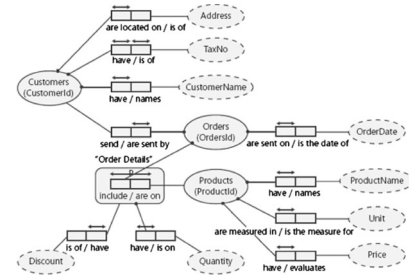 Address
are located on / is of
TaxNo
have / is of
Customers
(CustomerId)
CustomerName
have / names
Orders
(OrdersId)
OrderDate
send / are sent by
are sent on / is the date of
"Order Details"
Products
(ProductId)
ProductName
include / are on
have / names
Unit
are measured in / is the measure for
is of / have
have / is on
Discount
Quantity
Price
have / evaluates